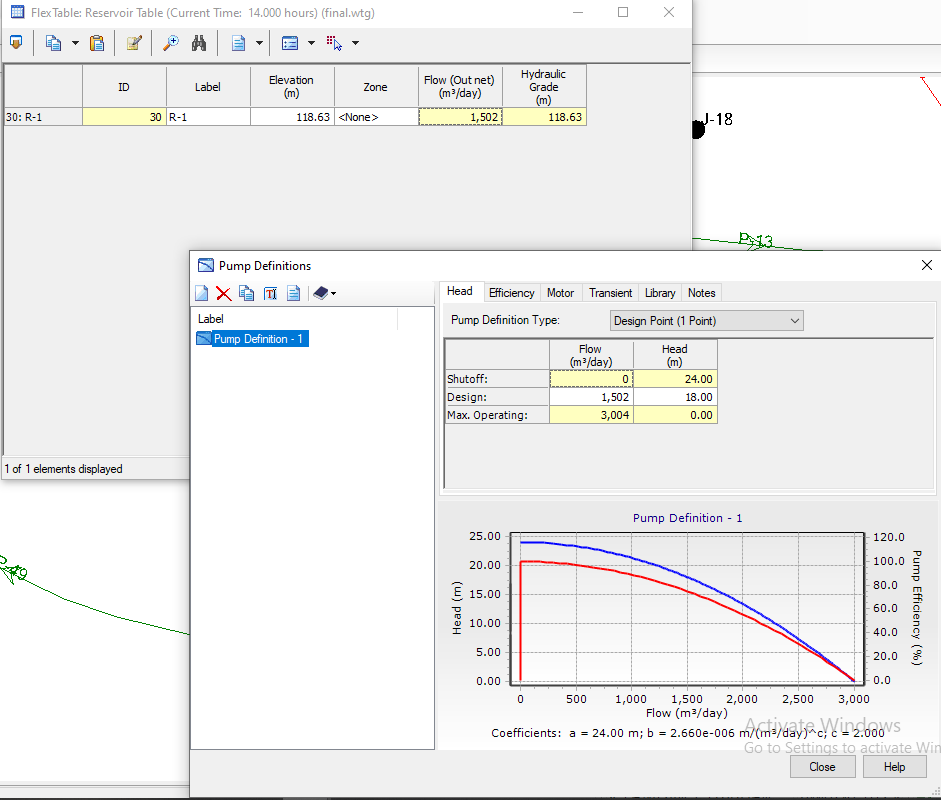 FlexTable: Reservoir Table (Current Time: 14.000 hours) (final.wtg)
ID Label Elevation (m) Zone Flow (Out net) (m³/day) Hydraulic Grade (m)
30: R-1 30 R-1 118.63 <None> 1,502 118.63
J-18
P-13
1 of 1 elements displayed
Pump Definitions
Label
Pump Definition - 1
Head Efficiency Motor Transient Library Notes
Pump Definition Type: Design Point (1 Point)
Flow (m³/day) Head (m)
Shutoff: 0 24.00
Design: 1,502 18.00
Max. Operating: 3,004 0.00
Pump Definition - 1
Head (m)
25.00
20.00
15.00
10.00
5.00
0.00
120.0
100.0
80.0
60.0
40.0
20.0
0.0
Pump Efficiency (%)
0 500 1,000 1,500 2,000 2,500 3,000
Flow (m³/day)
Coefficients: a = 24.00 m; b = 2.660e-006 m/(m³/day)^c; c = 2.000
Activate Windows
Go to Settings to activate Win
Close Help